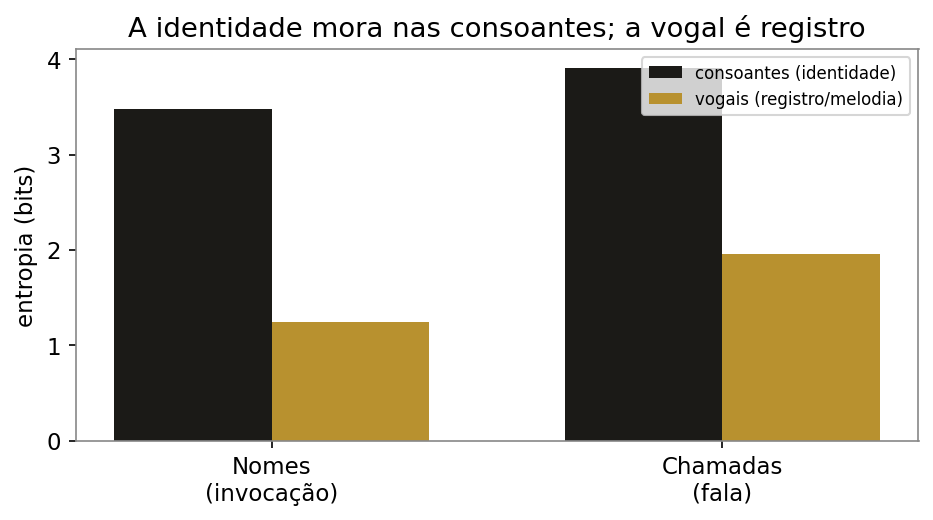 A identidade mora nas consoantes; a vogal é registro
consoantes (identidade)
vogais (registro/melodia)
entropia (bits)
4
3
2
1
0
Nomes
(invocação)
Chamadas
(fala)